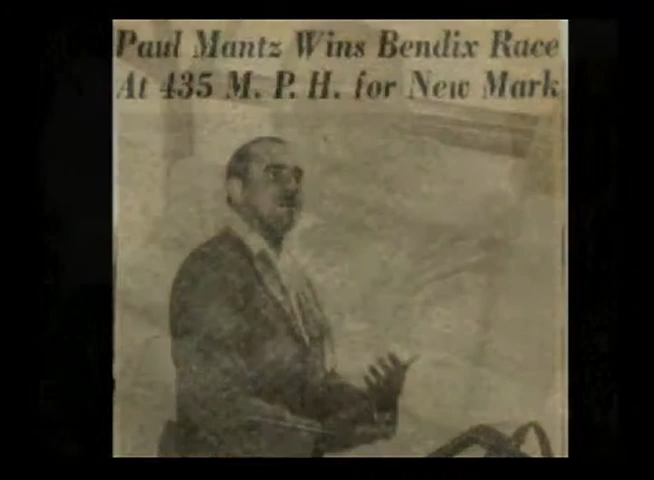 Paul Mantz Wins Bendix Race
At 435 M. P. H. for New Mark